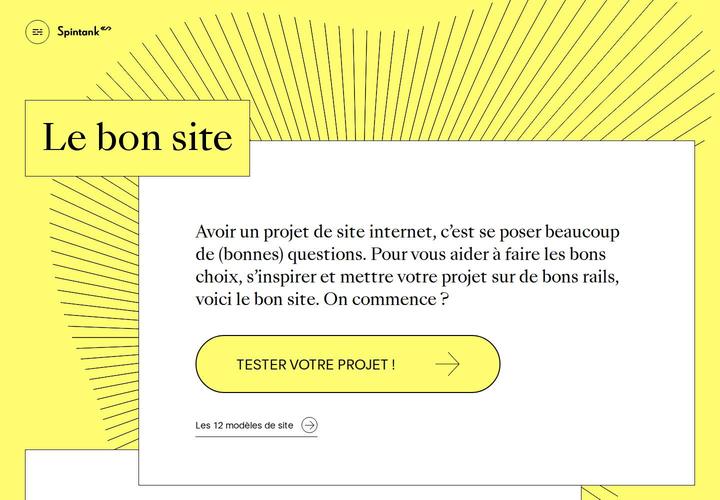 Spintank
Le bon site
Avoir un projet de site internet, c’est se poser beaucoup
de (bonnes) questions. Pour vous aider à faire les bons
choix, s’inspirer et mettre votre projet sur de bons rails,
voici le bon site. On commence ?
TESTER VOTRE PROJET !
Les 12 modèles de site